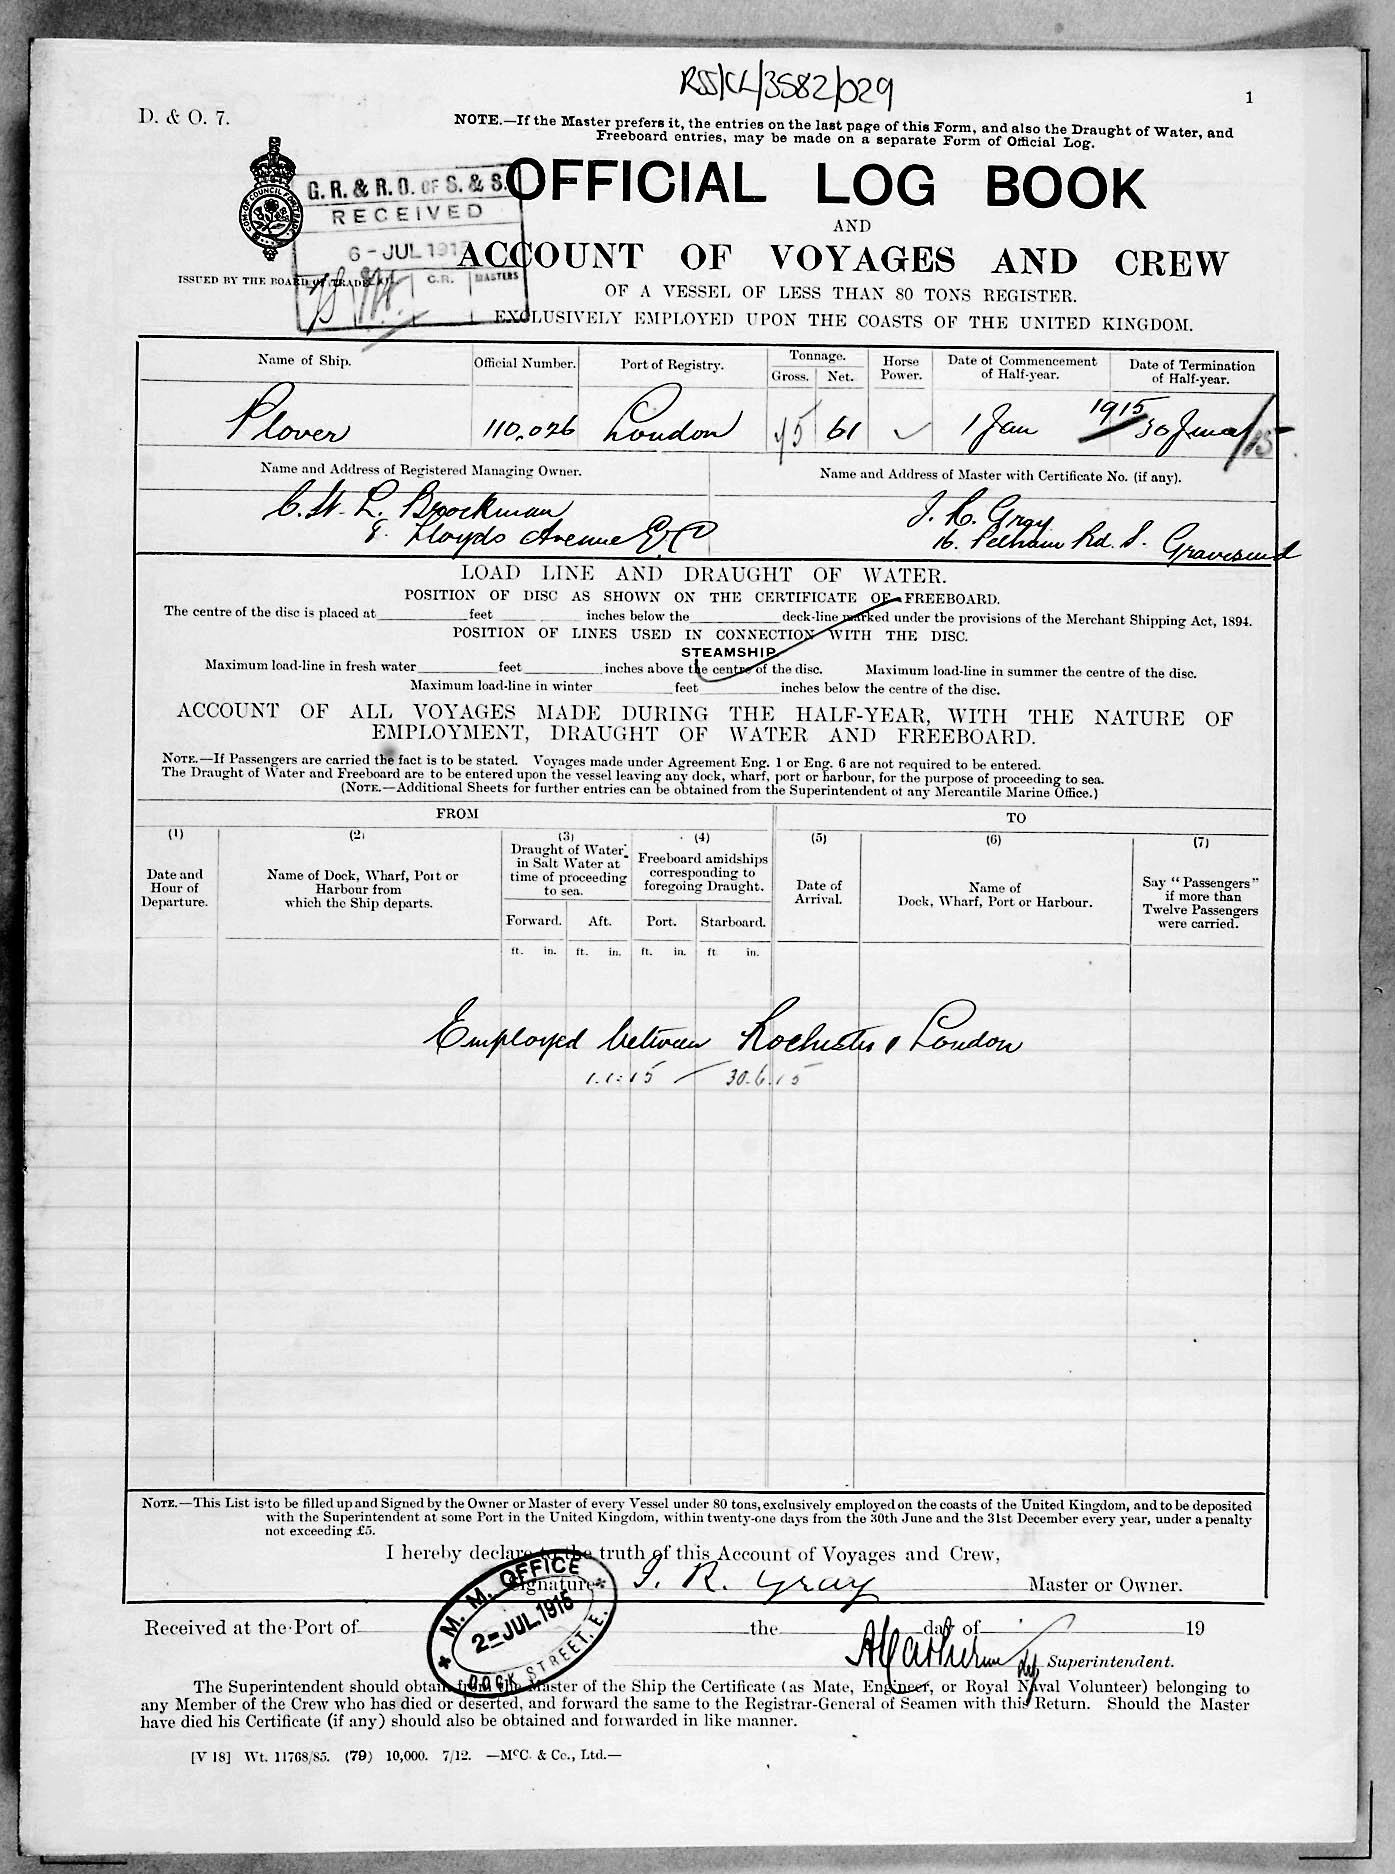 RSS/CL/3582/029
1
D. & O. 7.
NOTE.—If the Master prefers it, the entries on the last page of this Form, and also the Draught of Water, and
Freeboard entries, may be made on a separate Form of Official Log.
G. R. & R. O. OF S. & S.
RECEIVED
6 - JUL 191
C.R. MASTERS
OFFICIAL LOG BOOK
AND
ACCOUNT OF VOYAGES AND CREW
ISSUED BY THE BOARD OF TRADE
OF A VESSEL OF LESS THAN 80 TONS REGISTER.
EXCLUSIVELY EMPLOYED UPON THE COASTS OF THE UNITED KINGDOM.
Name of Ship. Official Number. Port of Registry. Tonnage. Gross. Net. Horse Power. Date of Commencement of Half-year. Date of Termination of Half-year.
Plover 110,026 London 61 1 Jan 1915 30 June/15
Name and Address of Registered Managing Owner. Name and Address of Master with Certificate No. (if any).
C. W. L. Brockman
8. Lloyds Avenue E C
J. R. Gray
16. Pelham Rd. S. Gravesend
LOAD LINE AND DRAUGHT OF WATER.
POSITION OF DISC AS SHOWN ON THE CERTIFICATE OF FREEBOARD.
The centre of the disc is placed at feet inches below the deck-line marked under the provisions of the Merchant Shipping Act, 1894.
POSITION OF LINES USED IN CONNECTION WITH THE DISC.
STEAMSHIP.
Maximum load-line in fresh water feet inches above the centre of the disc. Maximum load-line in summer the centre of the disc.
Maximum load-line in winter feet inches below the centre of the disc.
ACCOUNT OF ALL VOYAGES MADE DURING THE HALF-YEAR, WITH THE NATURE OF
EMPLOYMENT, DRAUGHT OF WATER AND FREEBOARD.
NOTE.—If Passengers are carried the fact is to be stated. Voyages made under Agreement Eng. 1 or Eng. 6 are not required to be entered.
The Draught of Water and Freeboard are to be entered upon the vessel leaving any dock, wharf, port or harbour, for the purpose of proceeding to sea.
(NOTE.—Additional Sheets for further entries can be obtained from the Superintendent of any Mercantile Marine Office.)
FROM TO
(1) (2) (3) (4) (5) (6) (7)
Date and Hour of Departure.
Name of Dock, Wharf, Port or Harbour from which the Ship departs.
Draught of Water in Salt Water at time of proceeding to sea.
Freeboard amidships corresponding to foregoing Draught.
Date of Arrival.
Name of Dock, Wharf, Port or Harbour.
Say "Passengers" if more than Twelve Passengers were carried.
Forward. Aft. Port. Starboard.
ft. in. ft. in. ft. in. ft in.
Employed between Rochester & London
1.1.15 — 30.6.15
NOTE.—This List is to be filled up and Signed by the Owner or Master of every Vessel under 80 tons, exclusively employed on the coasts of the United Kingdom, and to be deposited
with the Superintendent at some Port in the United Kingdom, within twenty-one days from the 30th June and the 31st December every year, under a penalty
not exceeding £5.
I hereby declare to the truth of this Account of Voyages and Crew,
Signature J. R. Gray Master or Owner.
M. M. OFFICE
2 - JUL. 1915
DOCK STREET. E.
Received at the Port of the day of 19
Dep Superintendent.
The Superintendent should obtain from the Master of the Ship the Certificate (as Mate, Engineer, or Royal Naval Volunteer) belonging to
any Member of the Crew who has died or deserted, and forward the same to the Registrar-General of Seamen with this Return. Should the Master
have died his Certificate (if any) should also be obtained and forwarded in like manner.
[V 18] Wt. 11768/85. (79) 10,000. 7/12. —McC. & Co., Ltd.—